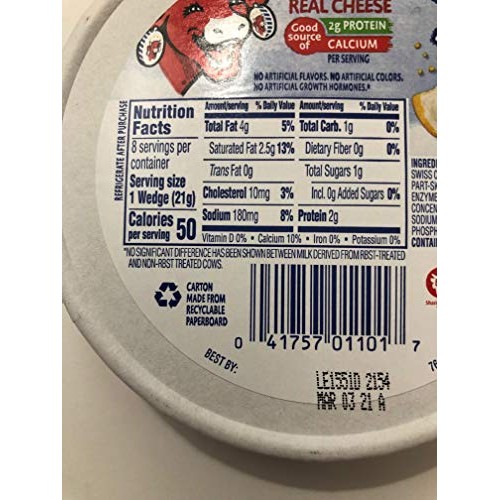 REAL CHEESE
Good source of
2g PROTEIN
CALCIUM
PER SERVING
NO ARTIFICIAL FLAVORS. NO ARTIFICIAL COLORS.
NO ARTIFICIAL GROWTH HORMONES.*
REFRIGERATE AFTER PURCHASE
Nutrition Facts
8 servings per container
Serving size
1 Wedge (21g)
Calories per serving 50
Amount/serving % Daily Value
Total Fat 4g 5%
Saturated Fat 2.5g 13%
Trans Fat 0g
Cholesterol 10mg 3%
Sodium 180mg 8%
Amount/serving % Daily Value
Total Carb. 1g 0%
Dietary Fiber 0g 0%
Total Sugars 1g
Incl. 0g Added Sugars 0%
Protein 2g
Vitamin D 0% • Calcium 10% • Iron 0% • Potassium 0%
*NO SIGNIFICANT DIFFERENCE HAS BEEN SHOWN BETWEEN MILK DERIVED FROM RBST-TREATED
AND NON-RBST TREATED COWS.
INGREDI
SWISS C
PART-SK
ENZYME
CONCEN
SODIUM
PHOSPH
CONTAI
CARTON
MADE FROM
RECYCLABLE
PAPERBOARD
0 41757 01101 7
BEST BY:
LE1551D 2154
MAR 03 21 A